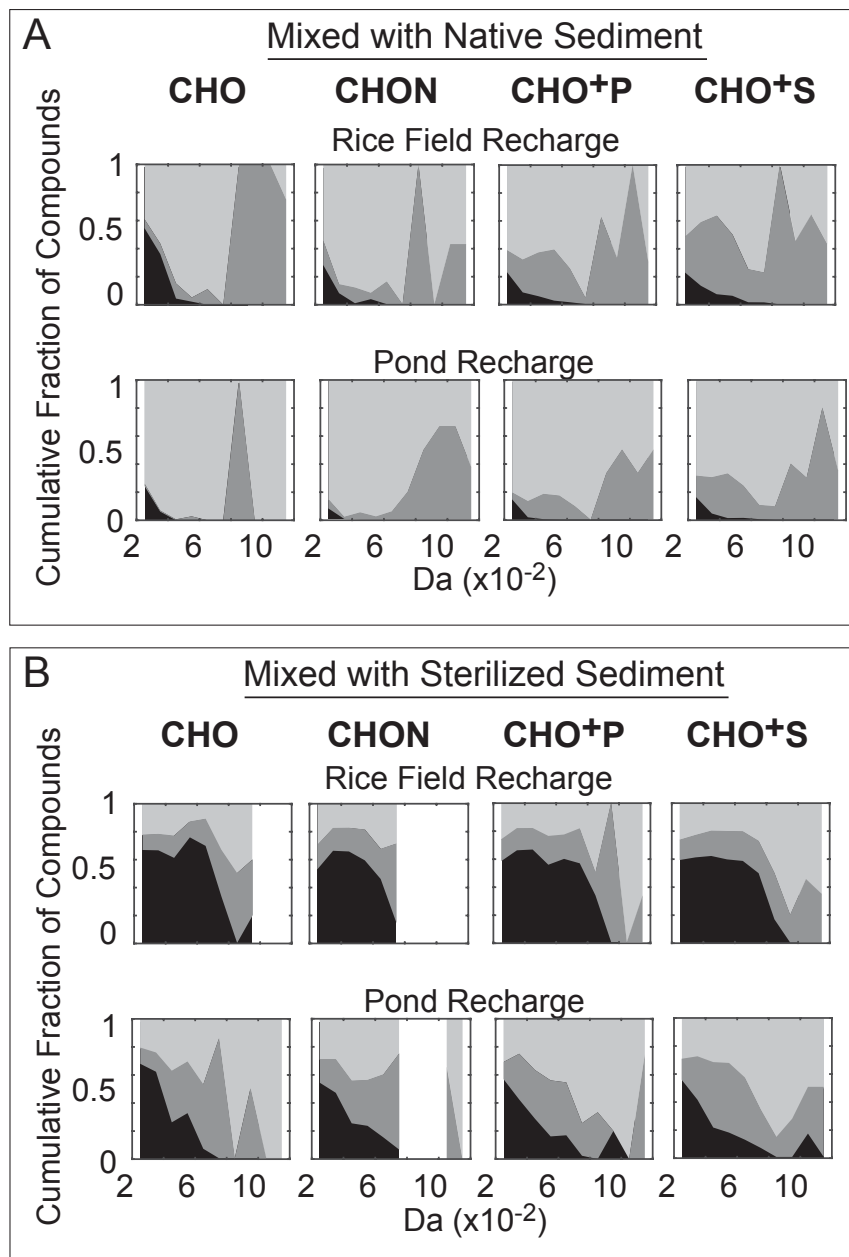 A
Mixed with Native Sediment
CHO CHON CHO+P CHO+S
Rice Field Recharge
Cumulative Fraction of Compounds
1
0.5
0
Pond Recharge
1
0.5
0
2 6 10 2 6 10 2 6 10 2 6 10
Da (x10-2)
B
Mixed with Sterilized Sediment
CHO CHON CHO+P CHO+S
Rice Field Recharge
Cumulative Fraction of Compounds
1
0.5
0
Pond Recharge
1
0.5
0
2 6 10 2 6 10 2 6 10 2 6 10
Da (x10-2)